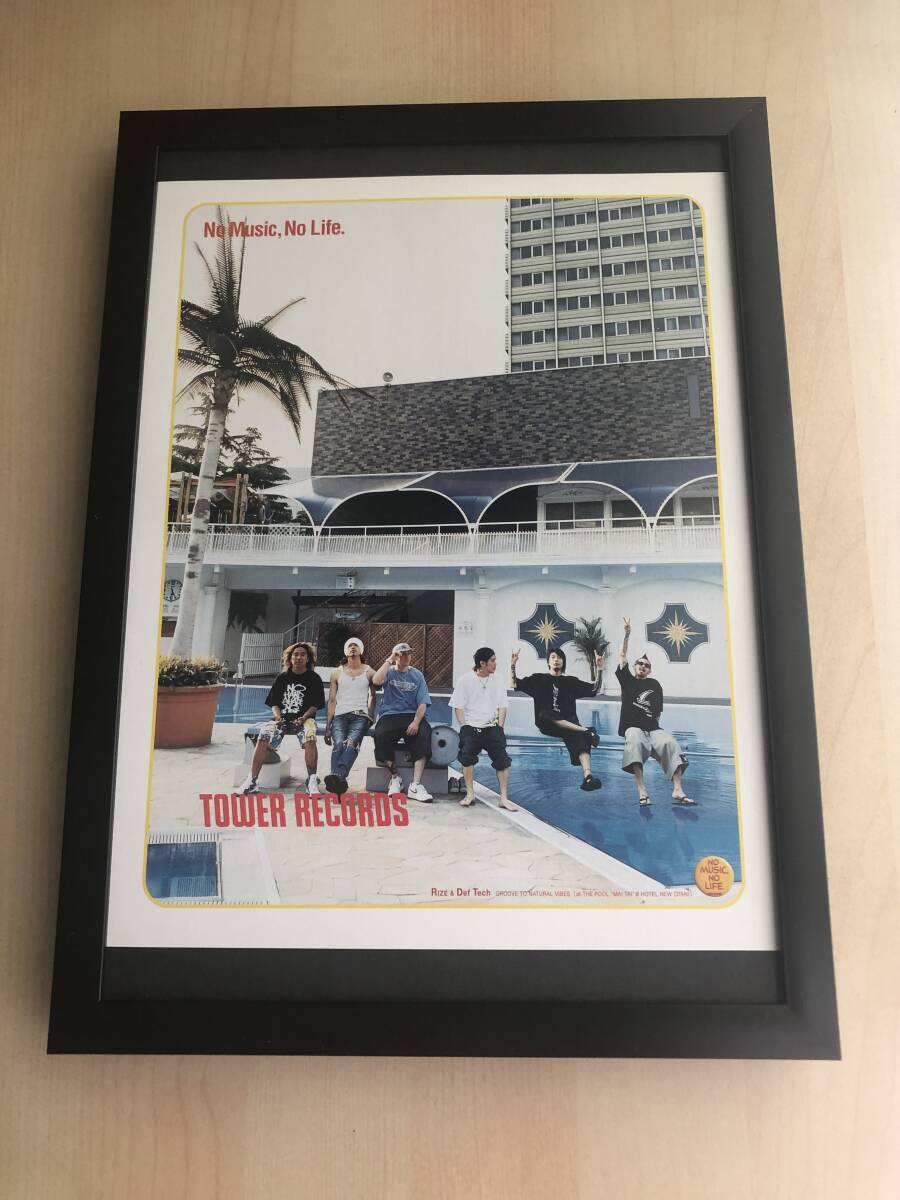 No Music, No Life.
TOWER RECORDS
NO
MUSIC,
NO
LIFE.
RIZE & Def Tech GROOVE TO NATURAL VIBES [at THE POOL "MAI TAI" @ HOTEL NEW OTANI]